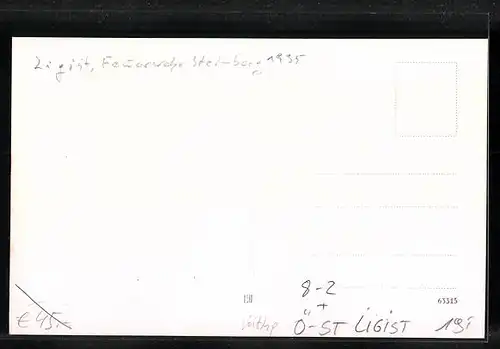 Ligist, Feuerwehr Steinberg 1935
8-2
+
63315
€ 45.-
Ö-ST LIGIST